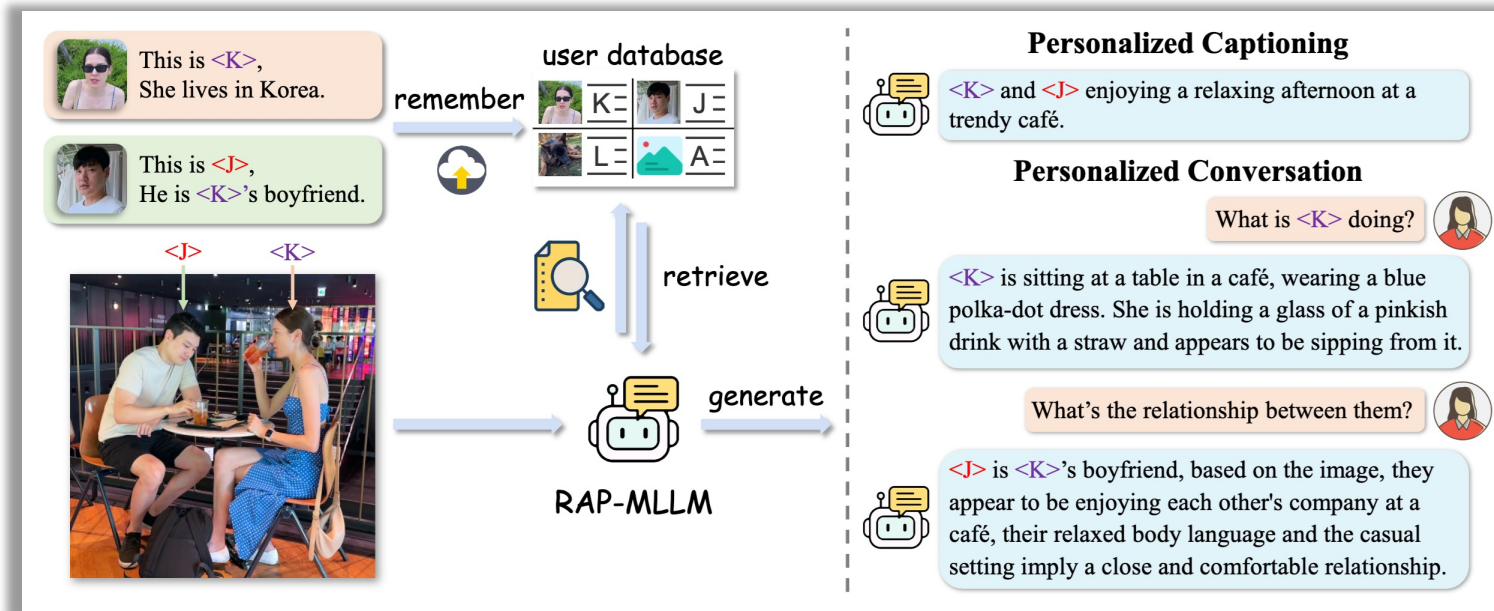 This is <K>,
She lives in Korea.
This is <J>,
He is <K>’s boyfriend.
<J>
<K>
remember
user database
K
J
L
A
retrieve
generate
RAP-MLLM
Personalized Captioning
<K> and <J> enjoying a relaxing afternoon at a
trendy café.
Personalized Conversation
What is <K> doing?
<K> is sitting at a table in a café, wearing a blue
polka-dot dress. She is holding a glass of a pinkish
drink with a straw and appears to be sipping from it.
What’s the relationship between them?
<J> is <K>’s boyfriend, based on the image, they
appear to be enjoying each other's company at a
café, their relaxed body language and the casual
setting imply a close and comfortable relationship.